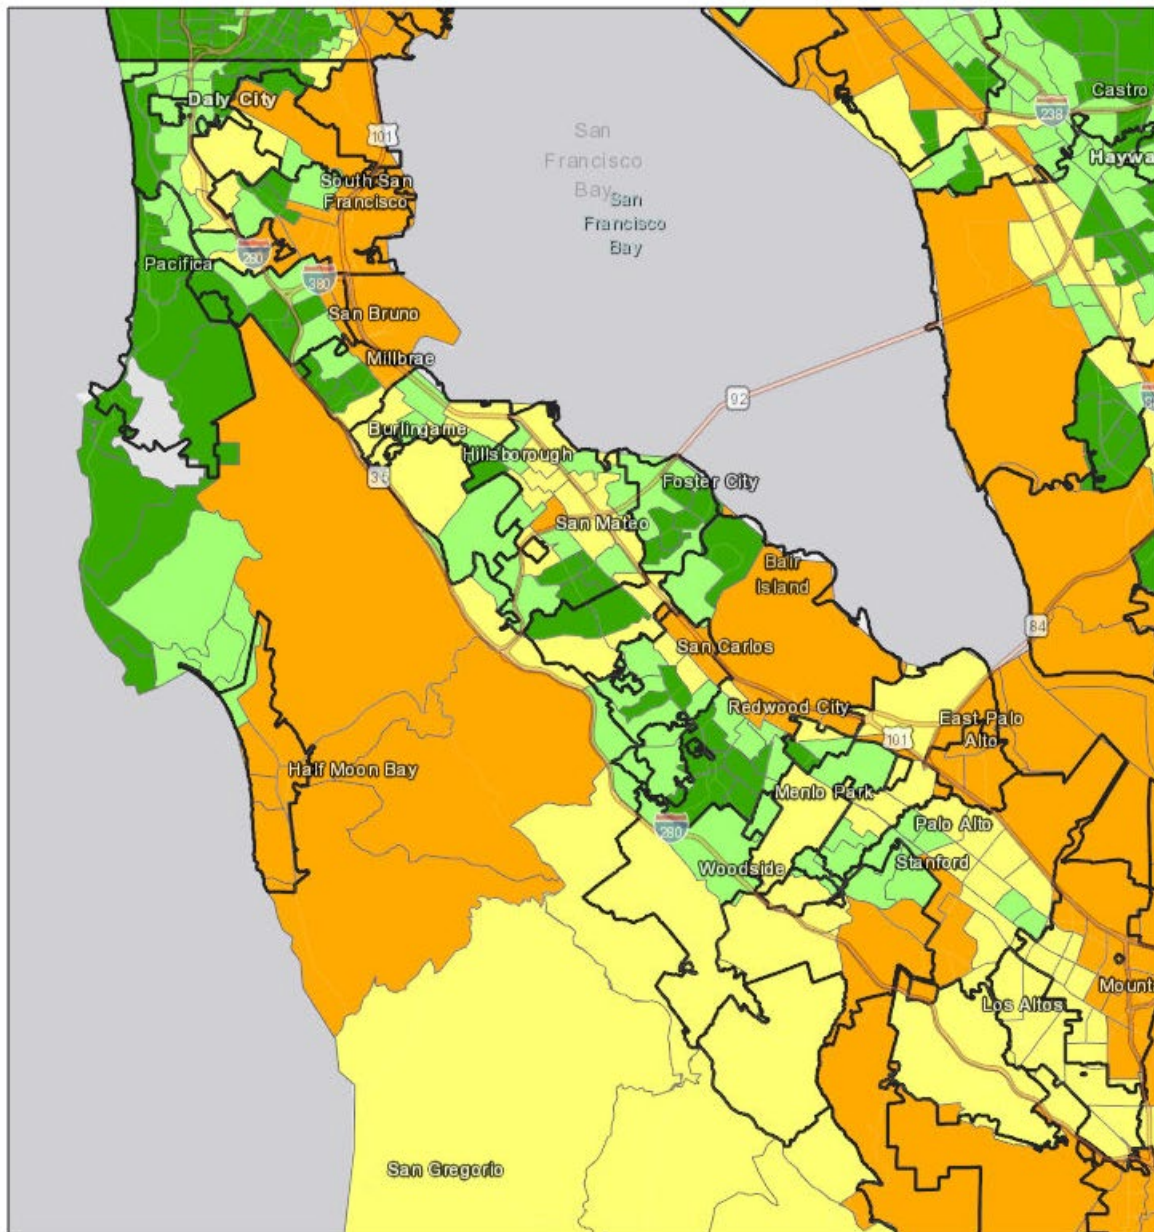 Castro
238
Daly City
101
San
Francisco
Bay
Haywa
South San
Francisco
San
Francisco
Bay
Pacifica
280
380
San Bruno
Millbrae
92
Burlingame
Hillsborough
35
Foster City
San Mateo
Bair
Island
84
San Carlos
Redwood City
East Palo
Alto
101
Half Moon Bay
Menlo Park
280
Palo Alto
Woodside
Stanford
Mount
Los Altos
San Gregorio